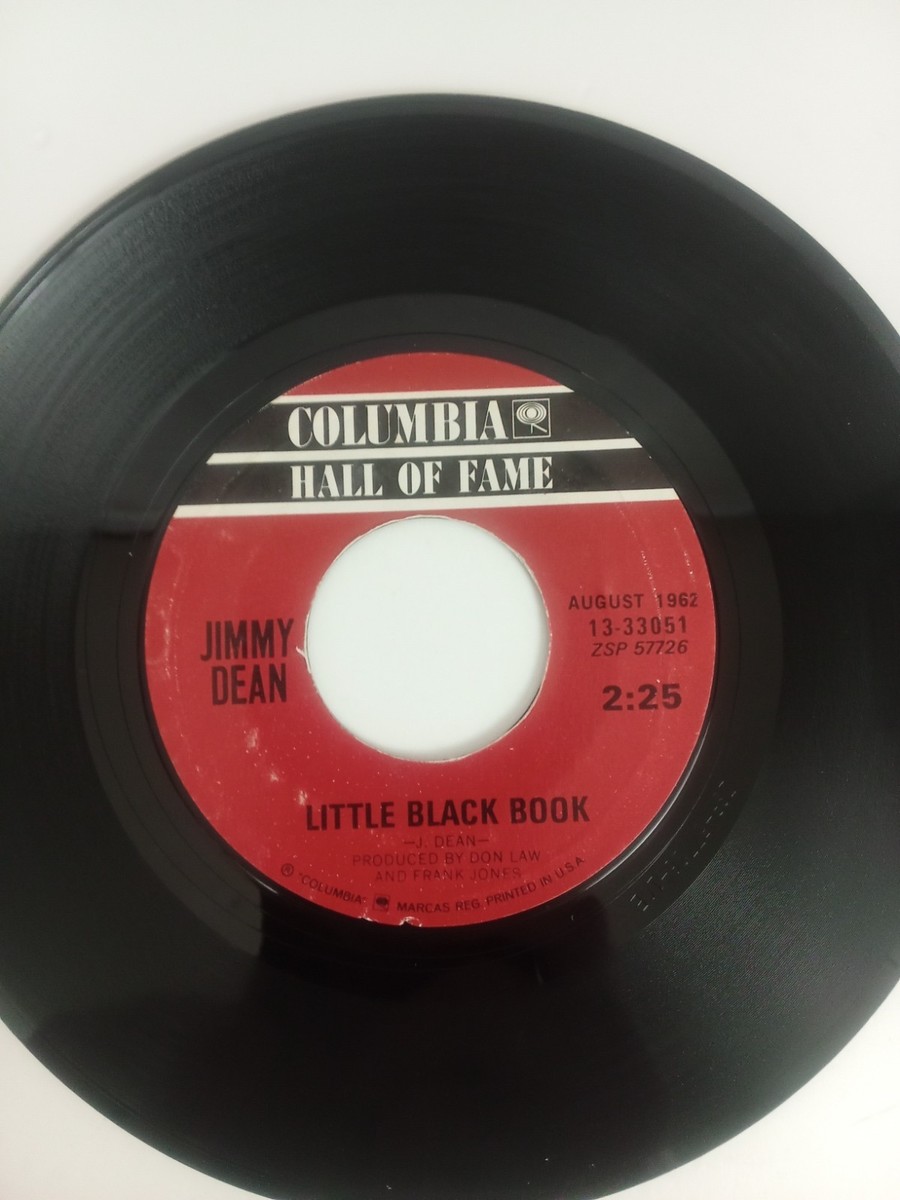 COLUMBIA
HALL OF FAME
JIMMY
DEAN
AUGUST 1962
13-33051
ZSP 57726
2:25
LITTLE BLACK BOOK
—J. DEAN—
PRODUCED BY DON LAW
AND FRANK JONES
® "COLUMBIA" MARCAS REG. PRINTED IN U.S.A.